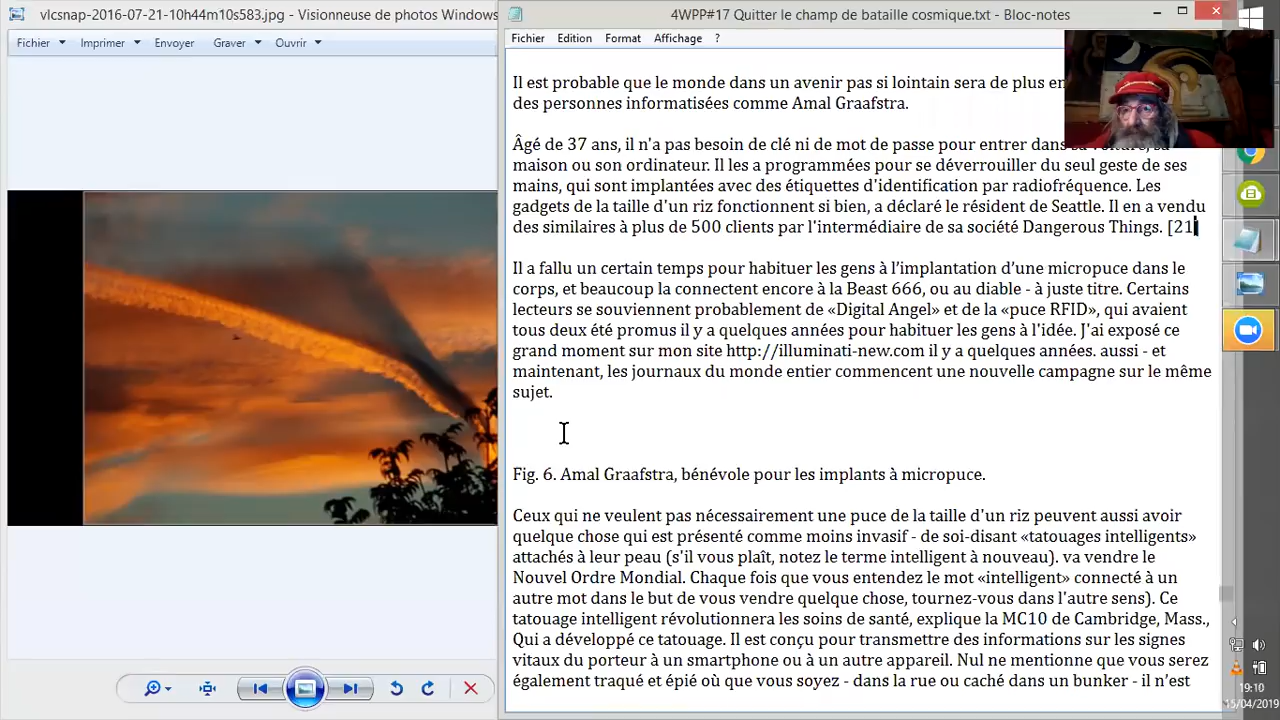 vlcsnap-2016-07-21-10h44m10s583.jpg - Visionneuse de photos Windows
Fichier Imprimer Envoyer Graver Ouvrir
4WPP#17 Quitter le champ de bataille cosmique.txt - Bloc-notes
Fichier Edition Format Affichage ?
Il est probable que le monde dans un avenir pas si lointain sera de plus en
des personnes informatisées comme Amal Graafstra.
Âgé de 37 ans, il n'a pas besoin de clé ni de mot de passe pour entrer dans sa voiture, sa
maison ou son ordinateur. Il les a programmées pour se déverrouiller du seul geste de ses
mains, qui sont implantées avec des étiquettes d'identification par radiofréquence. Les
gadgets de la taille d'un riz fonctionnent si bien, a déclaré le résident de Seattle. Il en a vendu
des similaires à plus de 500 clients par l'intermédiaire de sa société Dangerous Things. [21]
Il a fallu un certain temps pour habituer les gens à l’implantation d’une micropuce dans le
corps, et beaucoup la connectent encore à la Beast 666, ou au diable - à juste titre. Certains
lecteurs se souviennent probablement de «Digital Angel» et de la «puce RFID», qui avaient
tous deux été promus il y a quelques années pour habituer les gens à l'idée. J'ai exposé ce
grand moment sur mon site http://illuminati-new.com il y a quelques années. aussi - et
maintenant, les journaux du monde entier commencent une nouvelle campagne sur le même
sujet.
Fig. 6. Amal Graafstra, bénévole pour les implants à micropuce.
Ceux qui ne veulent pas nécessairement une puce de la taille d'un riz peuvent aussi avoir
quelque chose qui est présenté comme moins invasif - de soi-disant «tatouages intelligents»
attachés à leur peau (s'il vous plaît, notez le terme intelligent à nouveau). va vendre le
Nouvel Ordre Mondial. Chaque fois que vous entendez le mot «intelligent» connecté à un
autre mot dans le but de vous vendre quelque chose, tournez-vous dans l'autre sens). Ce
tatouage intelligent révolutionnera les soins de santé, explique la MC10 de Cambridge, Mass.,
Qui a développé ce tatouage. Il est conçu pour transmettre des informations sur les signes
vitaux du porteur à un smartphone ou à un autre appareil. Nul ne mentionne que vous serez
également traqué et épié où que vous soyez - dans la rue ou caché dans un bunker - il n’est
19:10
15/04/2019